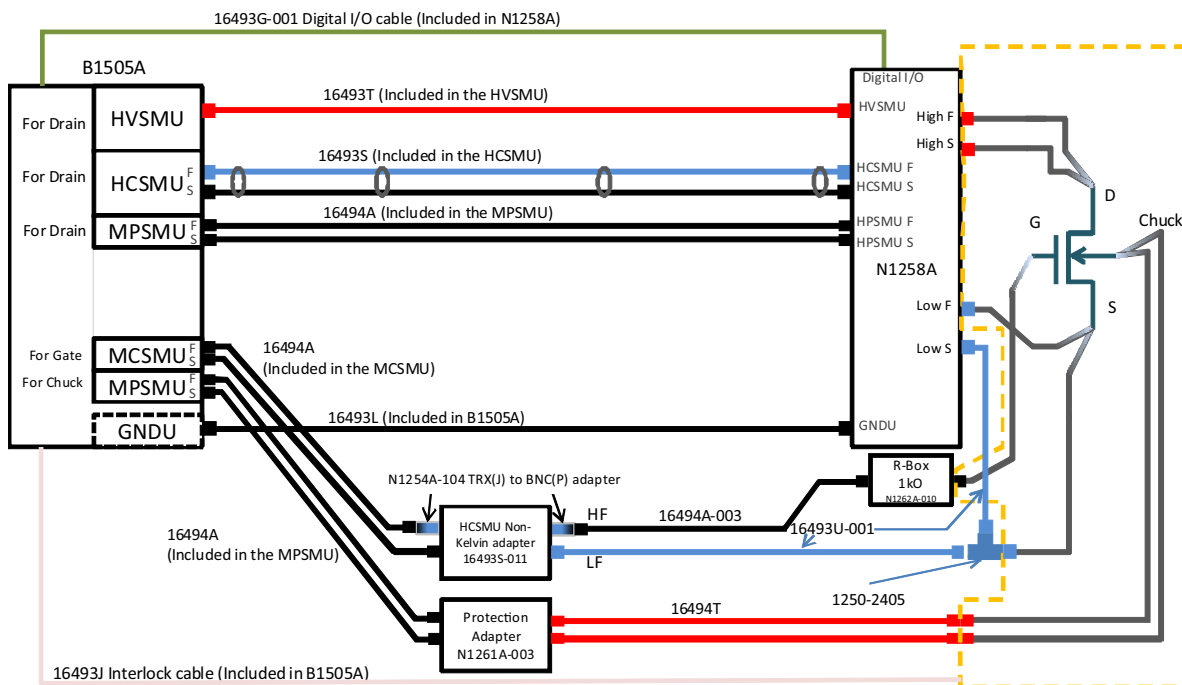 16493G-001 Digital I/O cable (Included in N1258A)
B1505A
Digital I/O
For Drain
HVSMU
16493T (Included in the HVSMU)
HVSMU
High F
High S
For Drain
HCSMU
F
S
16493S (Included in the HCSMU)
HCSMU F
HCSMU S
D
For Drain
MPSMU
F
S
16494A (Included in the MPSMU)
HPSMU F
HPSMU S
G
Chuck
N1258A
Low F
S
Low S
For Gate
MCSMU
F
S
16494A
(Included in the MCSMU)
For Chuck
MPSMU
F
S
GNDU
16493L (Included in B1505A)
GNDU
R-Box
1kO
N1262A-010
N1254A-104 TRX(J) to BNC(P) adapter
HCSMU Non-
Kelvin adapter
16493S-011
HF
16494A-003
16493U-001
LF
16494A
(Included in the MPSMU)
1250-2405
Protection
Adapter
N1261A-003
16494T
16493J Interlock cable (Included in B1505A)